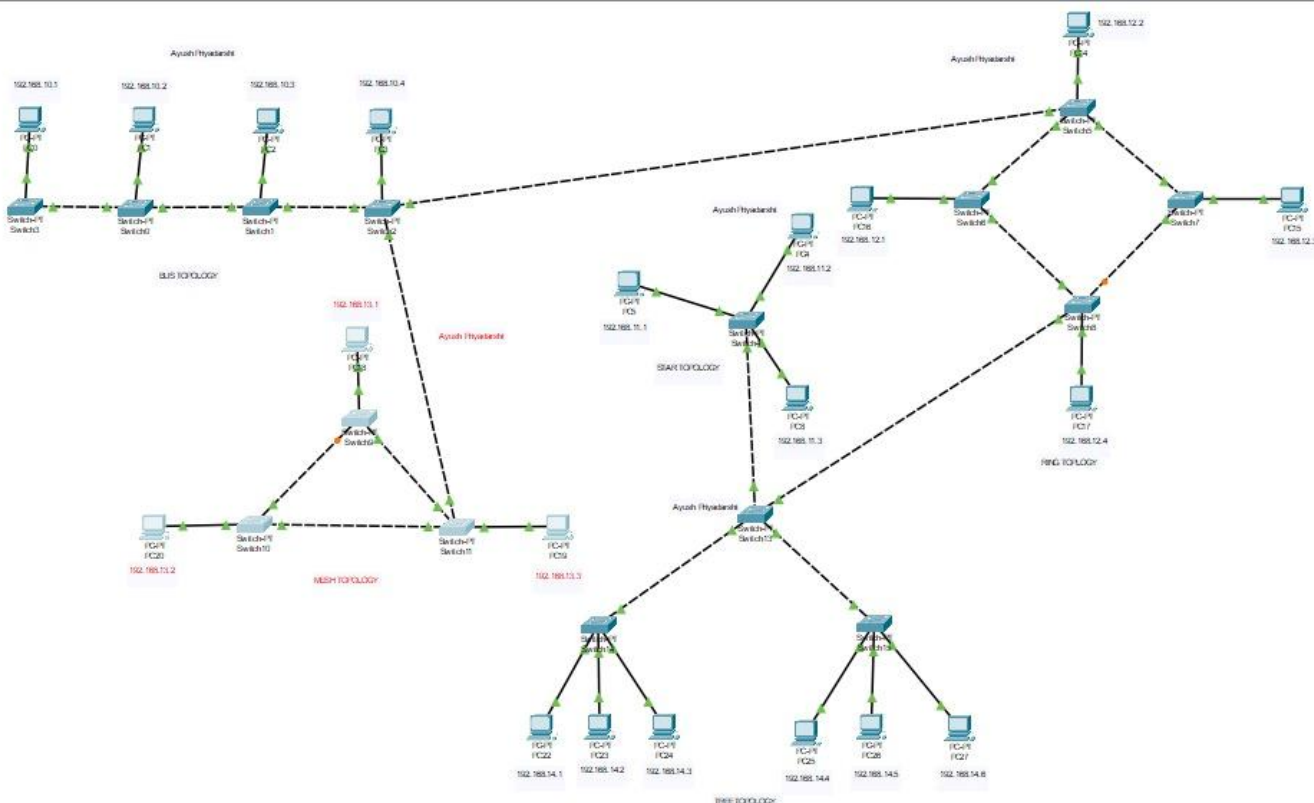 Ayush Priyadarshi
192.168.10.1
192.168.10.2
192.168.10.3
192.168.10.4
PC-PT
PC0
PC-PT
PC1
PC-PT
PC2
PC-PT
PC3
Switch-PT
Switch3
Switch-PT
Switch0
Switch-PT
Switch1
Switch-PT
Switch2
BUS TOPOLOGY
192.168.12.2
Ayush Priyadarshi
PC-PT
Switch-PT
Switch5
PC-PT
PC16
192.168.12.1
Switch-PT
Switch6
Switch-PT
Switch7
PC-PT
PC15
Switch-PT
Switch8
PC-PT
PC17
192.168.12.4
RING TOPLOGY
Ayush Priyadarshi
PC-PT
PC4
192.168.11.2
PC-PT
PC5
192.168.11.1
Switch-PT
STAR TOPOLOGY
PC-PT
PC6
192.168.11.3
192.168.13.1
Ayush Priyadarshi
PC-PT
PC18
Switch-PT
Switch9
PC-PT
PC20
192.168.13.2
Switch-PT
Switch10
Switch-PT
Switch11
PC-PT
PC19
192.168.13.3
MESH TOPOLOGY
Ayush Priyadarshi
Switch-PT
Switch13
Switch-PT
Switch-PT
PC-PT
PC22
192.168.14.1
PC-PT
PC23
192.168.14.2
PC-PT
PC24
192.168.14.3
PC-PT
PC25
192.168.14.4
PC-PT
PC26
192.168.14.5
PC-PT
PC27
192.168.14.6
TREE TOPOLOGY